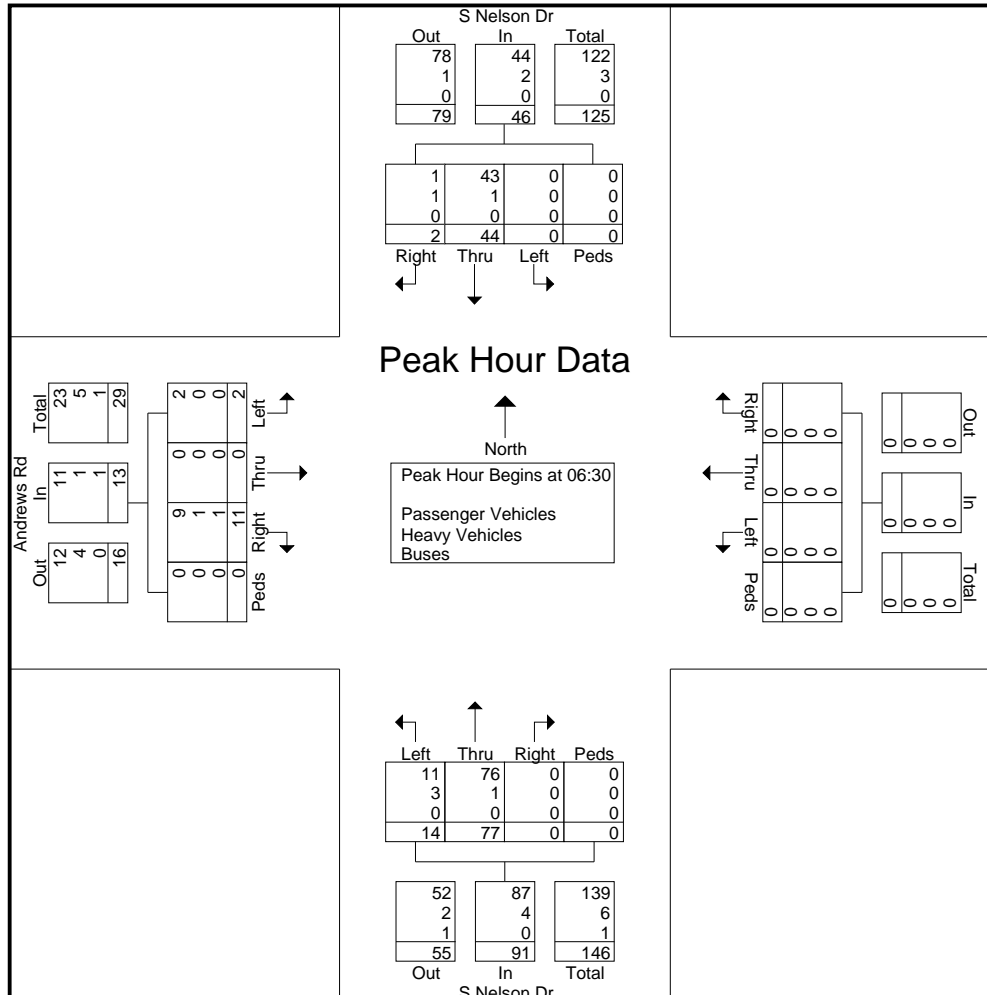 S Nelson Dr
Out In Total
78 44 122
1 2 3
0 0 0
79 46 125
1 43 0 0
1 1 0 0
0 0 0 0
2 44 0 0
Right Thru Left Peds
Peak Hour Data
Andrews Rd
Total In Out
23 11 12
5 1 4
1 1 0
29 13 16
2 0 9 0
0 0 1 0
0 0 1 0
2 0 11 0
Left Thru Right Peds
North
Peak Hour Begins at 06:30
Passenger Vehicles
Heavy Vehicles
Buses
Right Thru Left Peds
0 0 0 0
0 0 0 0
0 0 0 0
0 0 0 0
Out In Total
0 0 0
0 0 0
0 0 0
0 0 0
Left Thru Right Peds
11 76 0 0
3 1 0 0
0 0 0 0
14 77 0 0
52 87 139
2 4 6
1 0 1
55 91 146
Out In Total
S Nelson Dr